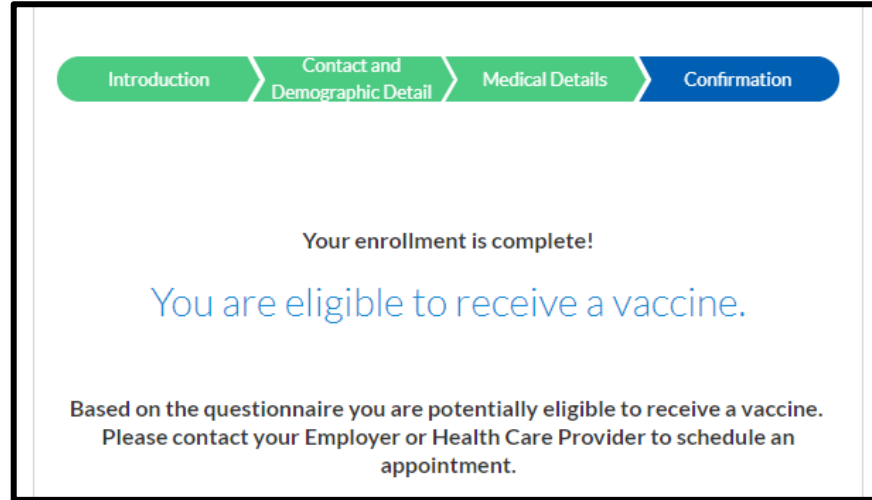 Introduction
Contact and
Demographic Detail
Medical Details
Confirmation
Your enrollment is complete!
You are eligible to receive a vaccine.
Based on the questionnaire you are potentially eligible to receive a vaccine.
Please contact your Employer or Health Care Provider to schedule an
appointment.